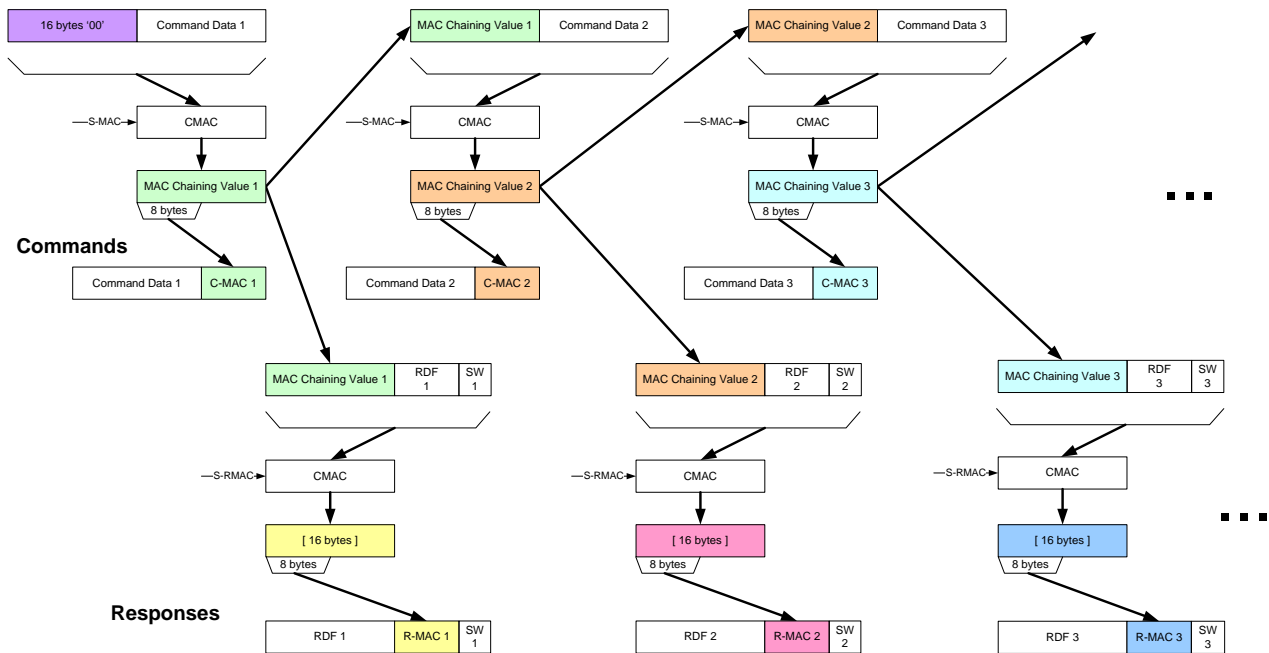 16 bytes ‘00’ Command Data 1 MAC Chaining Value 1 Command Data 2 MAC Chaining Value 2 Command Data 3
S-MAC CMAC S-MAC CMAC S-MAC CMAC
MAC Chaining Value 1 MAC Chaining Value 2 MAC Chaining Value 3
8 bytes 8 bytes 8 bytes
Commands
Command Data 1 C-MAC 1 Command Data 2 C-MAC 2 Command Data 3 C-MAC 3
MAC Chaining Value 1 RDF 1 SW 1 MAC Chaining Value 2 RDF 2 SW 2 MAC Chaining Value 3 RDF 3 SW 3
S-RMAC CMAC S-RMAC CMAC S-RMAC CMAC
[ 16 bytes ] [ 16 bytes ] [ 16 bytes ]
8 bytes 8 bytes 8 bytes
Responses
RDF 1 R-MAC 1 SW 1 RDF 2 R-MAC 2 SW 2 RDF 3 R-MAC 3 SW 3